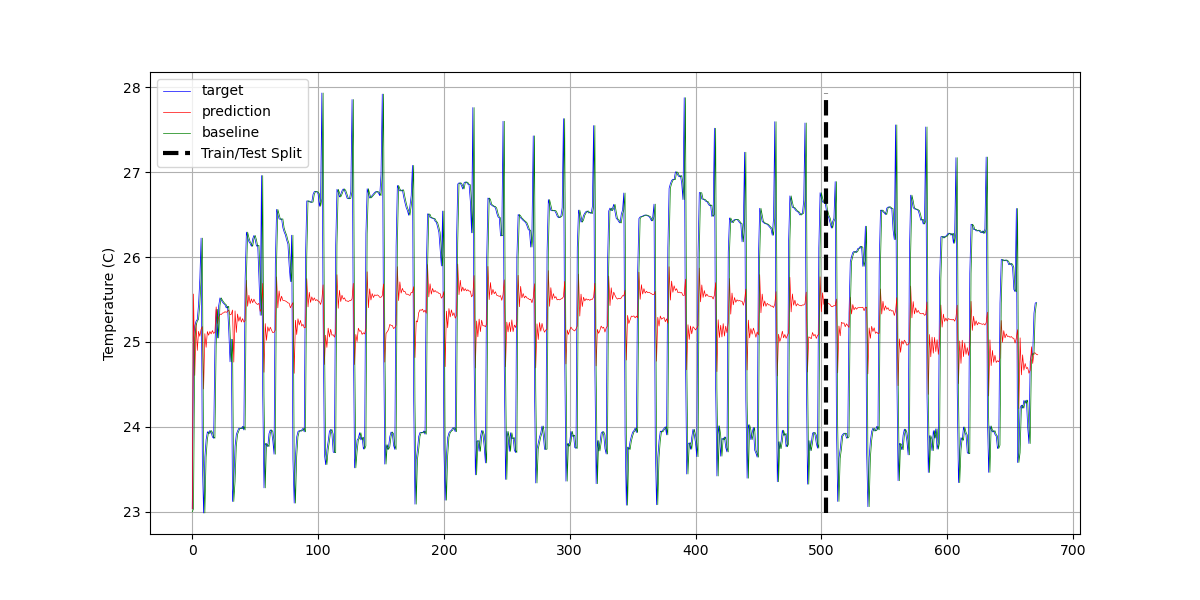 target
prediction
baseline
Train/Test Split
Temperature (C)
28
27
26
25
24
23
0 100 200 300 400 500 600 700